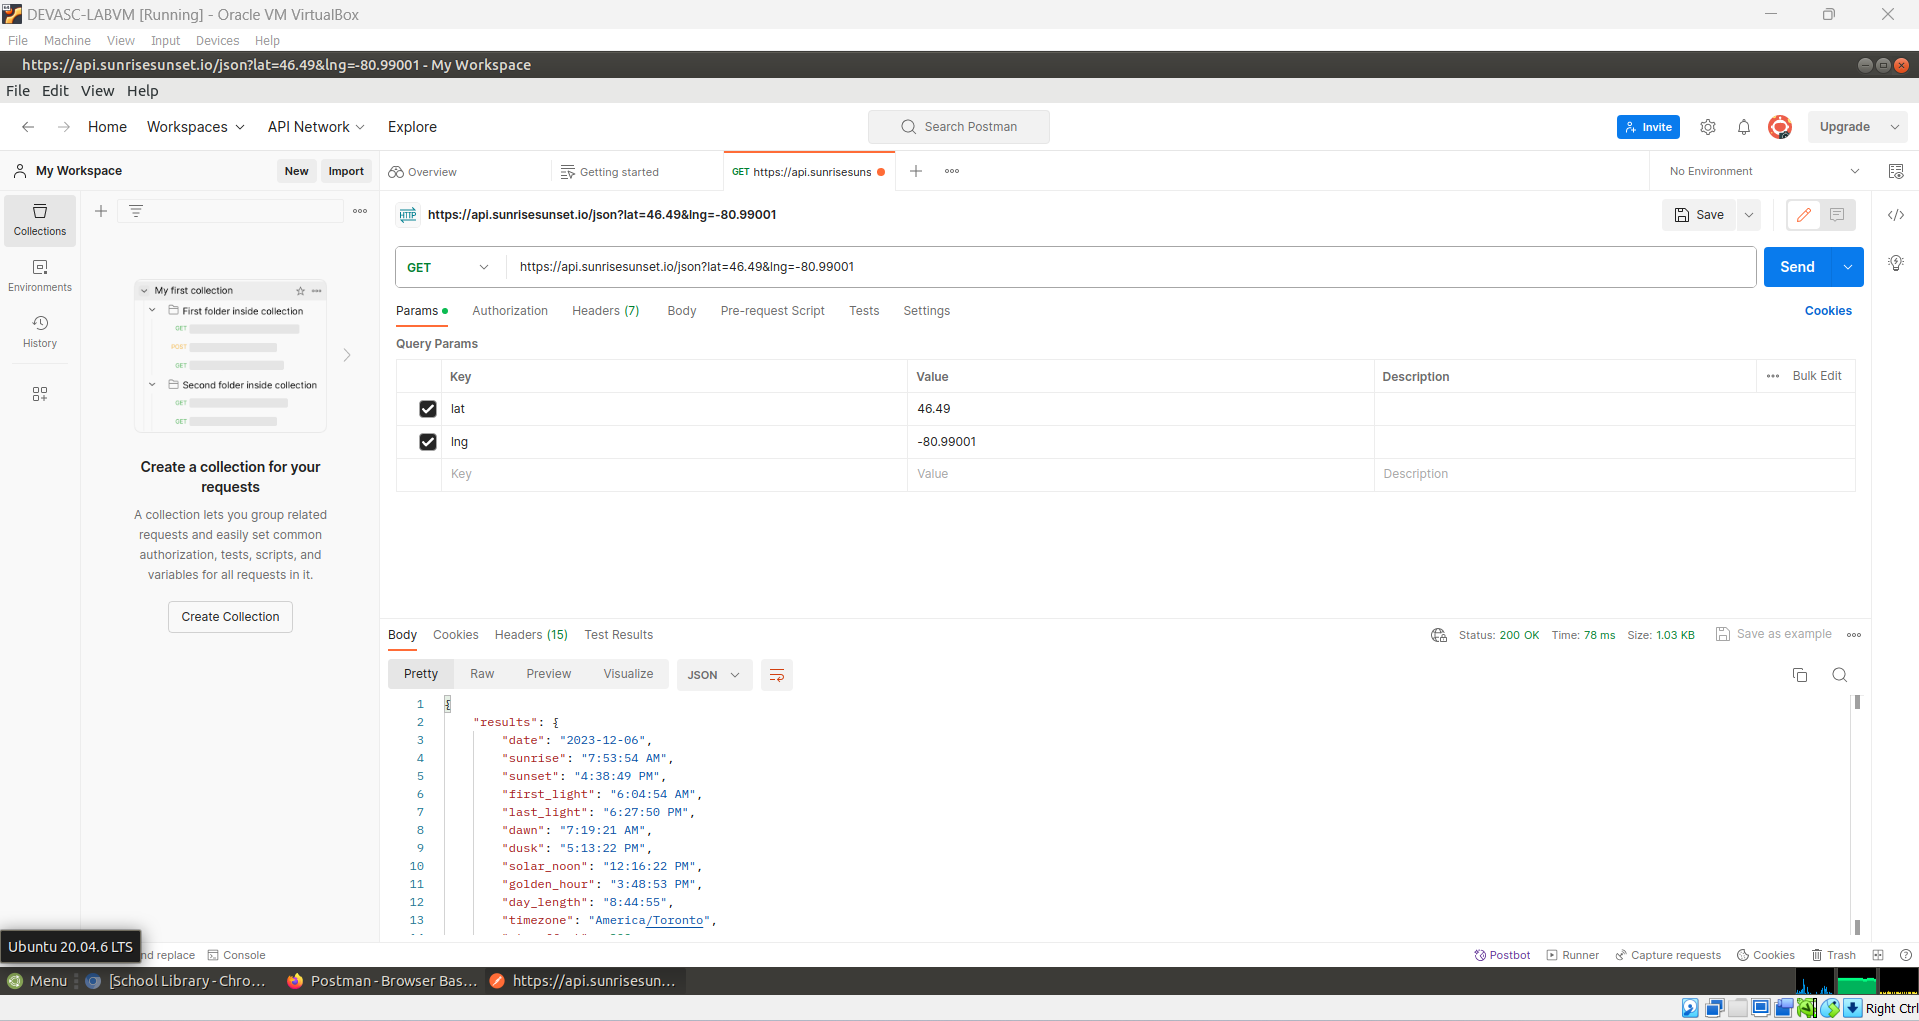 DEVASC-LABVM [Running] - Oracle VM VirtualBox
File Machine View Input Devices Help
https://api.sunrisesunset.io/json?lat=46.49&lng=-80.99001 - My Workspace
File Edit View Help
Home Workspaces API Network Explore Search Postman Invite Upgrade
My Workspace New Import Overview Getting started GET https://api.sunrisesuns No Environment
HTTP https://api.sunrisesunset.io/json?lat=46.49&lng=-80.99001 Save
Collections
Environments
History
My first collection
First folder inside collection
GET
POST
GET
Second folder inside collection
GET
GET
Create a collection for your
requests
A collection lets you group related
requests and easily set common
authorization, tests, scripts, and
variables for all requests in it.
Create Collection
GET https://api.sunrisesunset.io/json?lat=46.49&lng=-80.99001 Send
Params Authorization Headers (7) Body Pre-request Script Tests Settings Cookies
Query Params
Key Value Description Bulk Edit
lat 46.49
lng -80.99001
Key Value Description
Body Cookies Headers (15) Test Results Status: 200 OK Time: 78 ms Size: 1.03 KB Save as example
Pretty Raw Preview Visualize JSON
1 {
2 "results": {
3 "date": "2023-12-06",
4 "sunrise": "7:53:54 AM",
5 "sunset": "4:38:49 PM",
6 "first_light": "6:04:54 AM",
7 "last_light": "6:27:50 PM",
8 "dawn": "7:19:21 AM",
9 "dusk": "5:13:22 PM",
10 "solar_noon": "12:16:22 PM",
11 "golden_hour": "3:48:53 PM",
12 "day_length": "8:44:55",
13 "timezone": "America/Toronto",
Ubuntu 20.04.6 LTS
replace Console Postbot Runner Capture requests Cookies Trash
Menu [School Library - Chro... Postman - Browser Bas... https://api.sunrisesun...
Right Ctrl